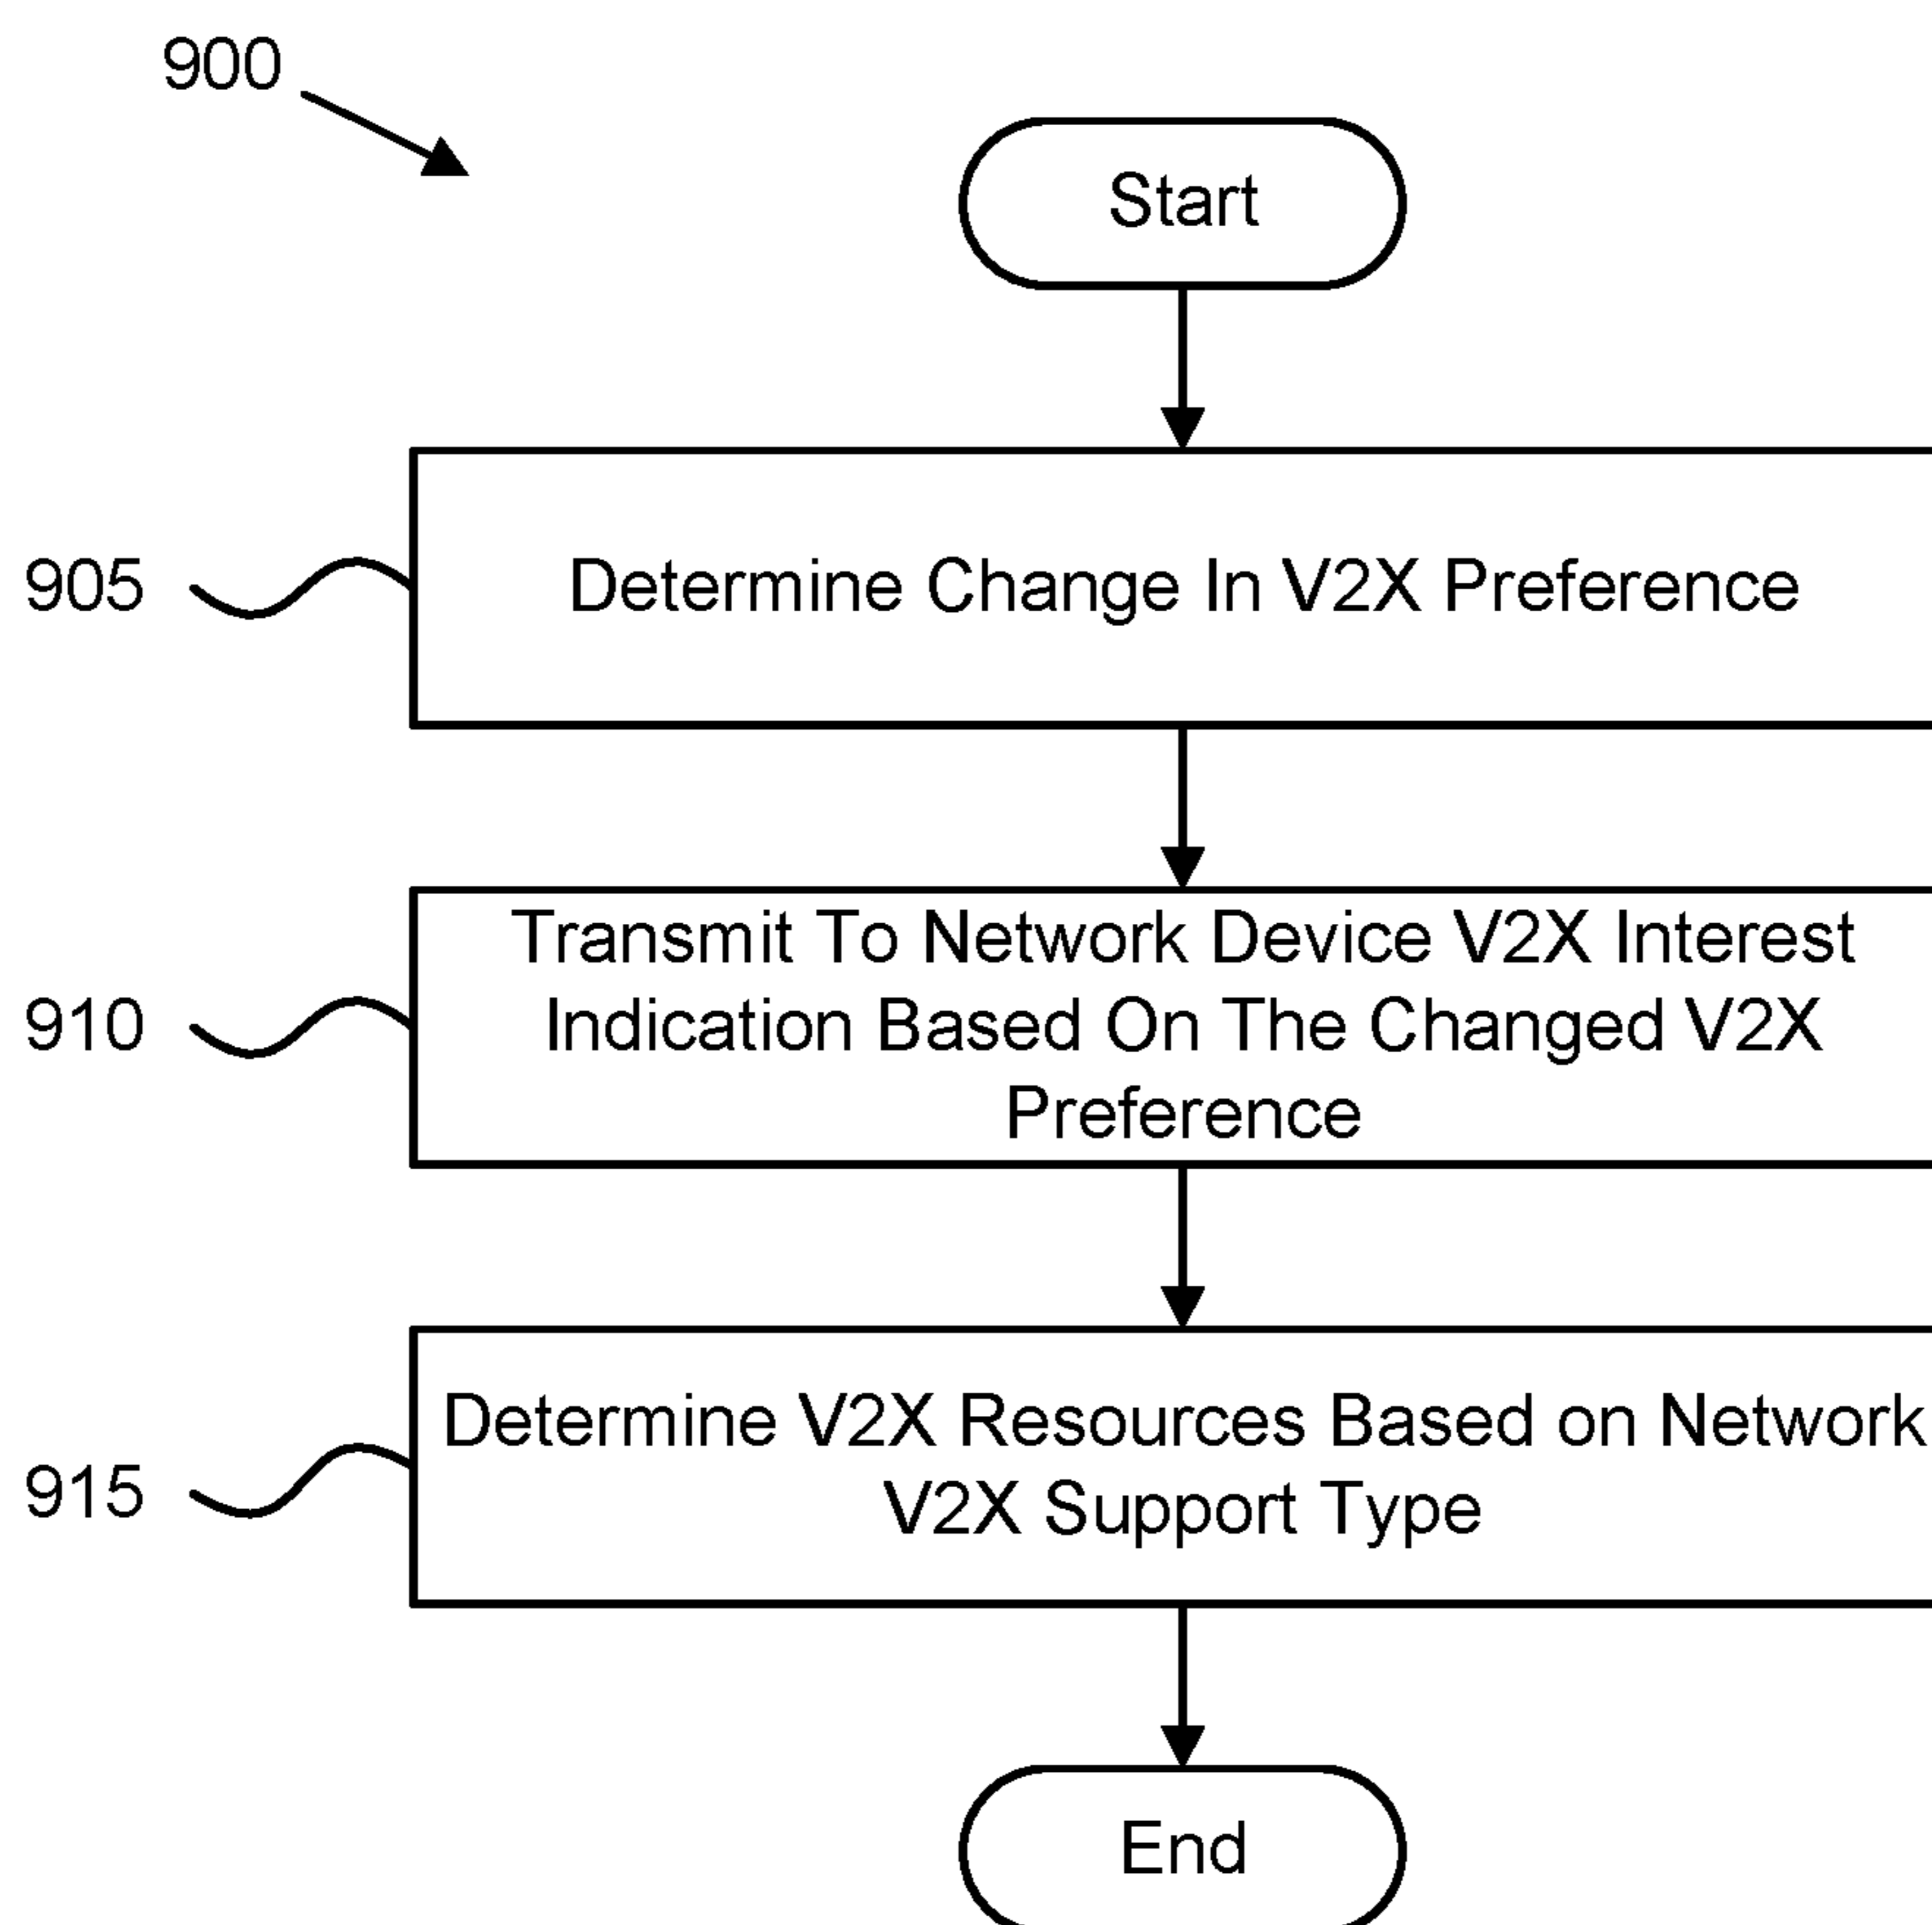 900
Start
905
Determine Change In V2X Preference
910
Transmit To Network Device V2X Interest
Indication Based On The Changed V2X
Preference
915
Determine V2X Resources Based on Network
V2X Support Type
End